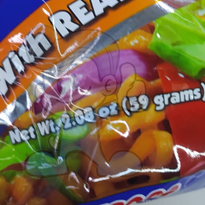 With REA
Net Wt. 2.08 oz (59 grams)